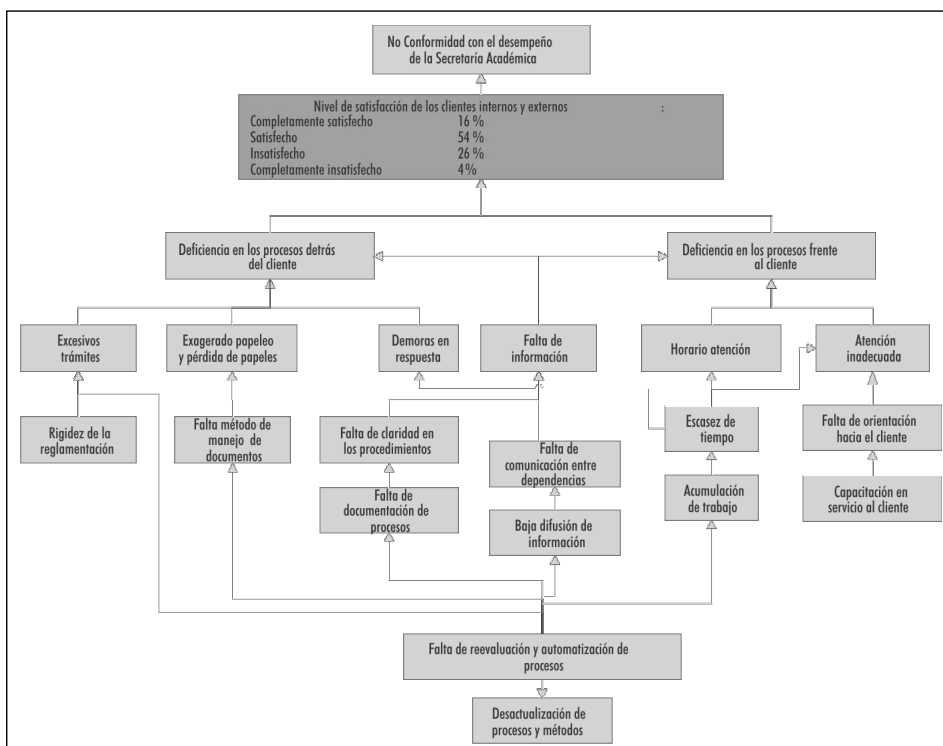 No Conformidad con el desempeño
de la Secretaría Académica
Nivel de satisfacción de los clientes internos y externos :
Completamente satisfecho 16 %
Satisfecho 54 %
Insatisfecho 26 %
Completamente insatisfecho 4%
Deficiencia en los procesos detrás
del cliente
Deficiencia en los procesos frente
al cliente
Excesivos
trámites
Exagerado papeleo
y pérdida de papeles
Demoras en
respuesta
Falta de
información
Horario atención
Atención
inadecuada
Rigidez de la
reglamentación
Falta método de
manejo de
documentos
Falta de claridad en
los procedimientos
Falta de
comunicación entre
dependencias
Escasez de
tiempo
Falta de orientación
hacia el cliente
Falta de
documentación de
procesos
Baja difusión de
información
Acumulación
de trabajo
Capacitación en
servicio al cliente
Falta de reevaluación y automatización de
procesos
Desactualización de
procesos y métodos